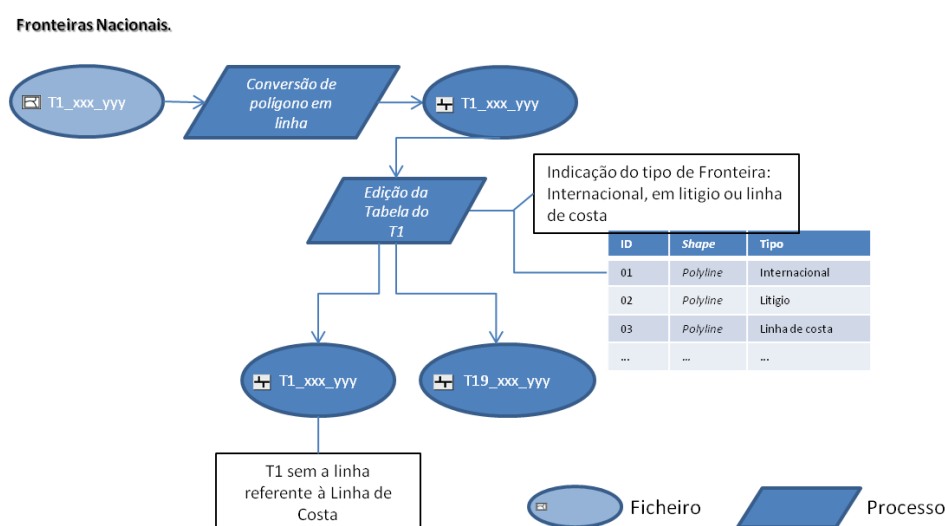 Fronteiras Nacionais.
T1_xxx_yyy
Conversão de
polígono em
linha
T1_xxx_yyy
Edição da
Tabela do
T1
Indicação do tipo de Fronteira:
Internacional, em litigio ou linha
de costa
ID Shape Tipo
01 Polyline Internacional
02 Polyline Litigio
03 Polyline Linha de costa
... ... ...
T1_xxx_yyy
T19_xxx_yyy
T1 sem a linha
referente à Linha de
Costa
Ficheiro
Processo